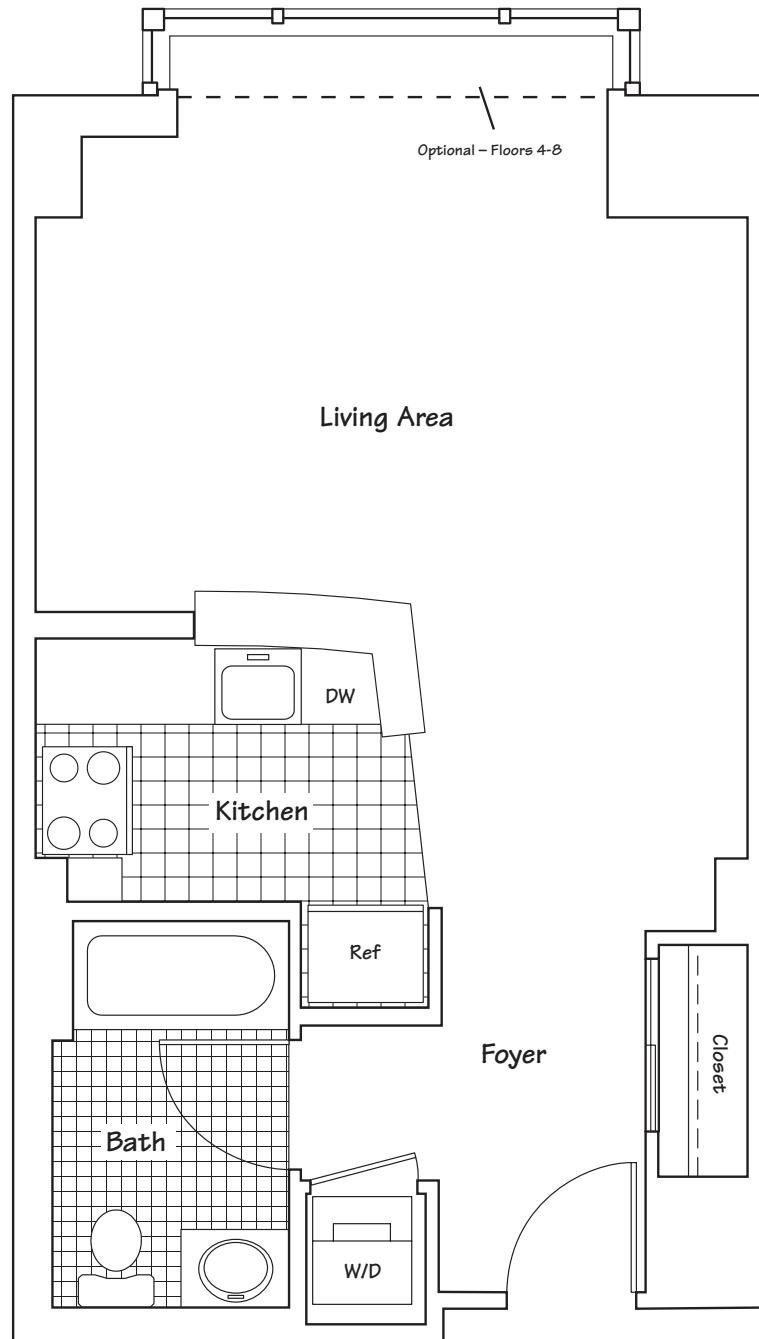 Optional – Floors 4-8
Living Area
DW
Kitchen
Ref
Foyer
Closet
Bath
W/D